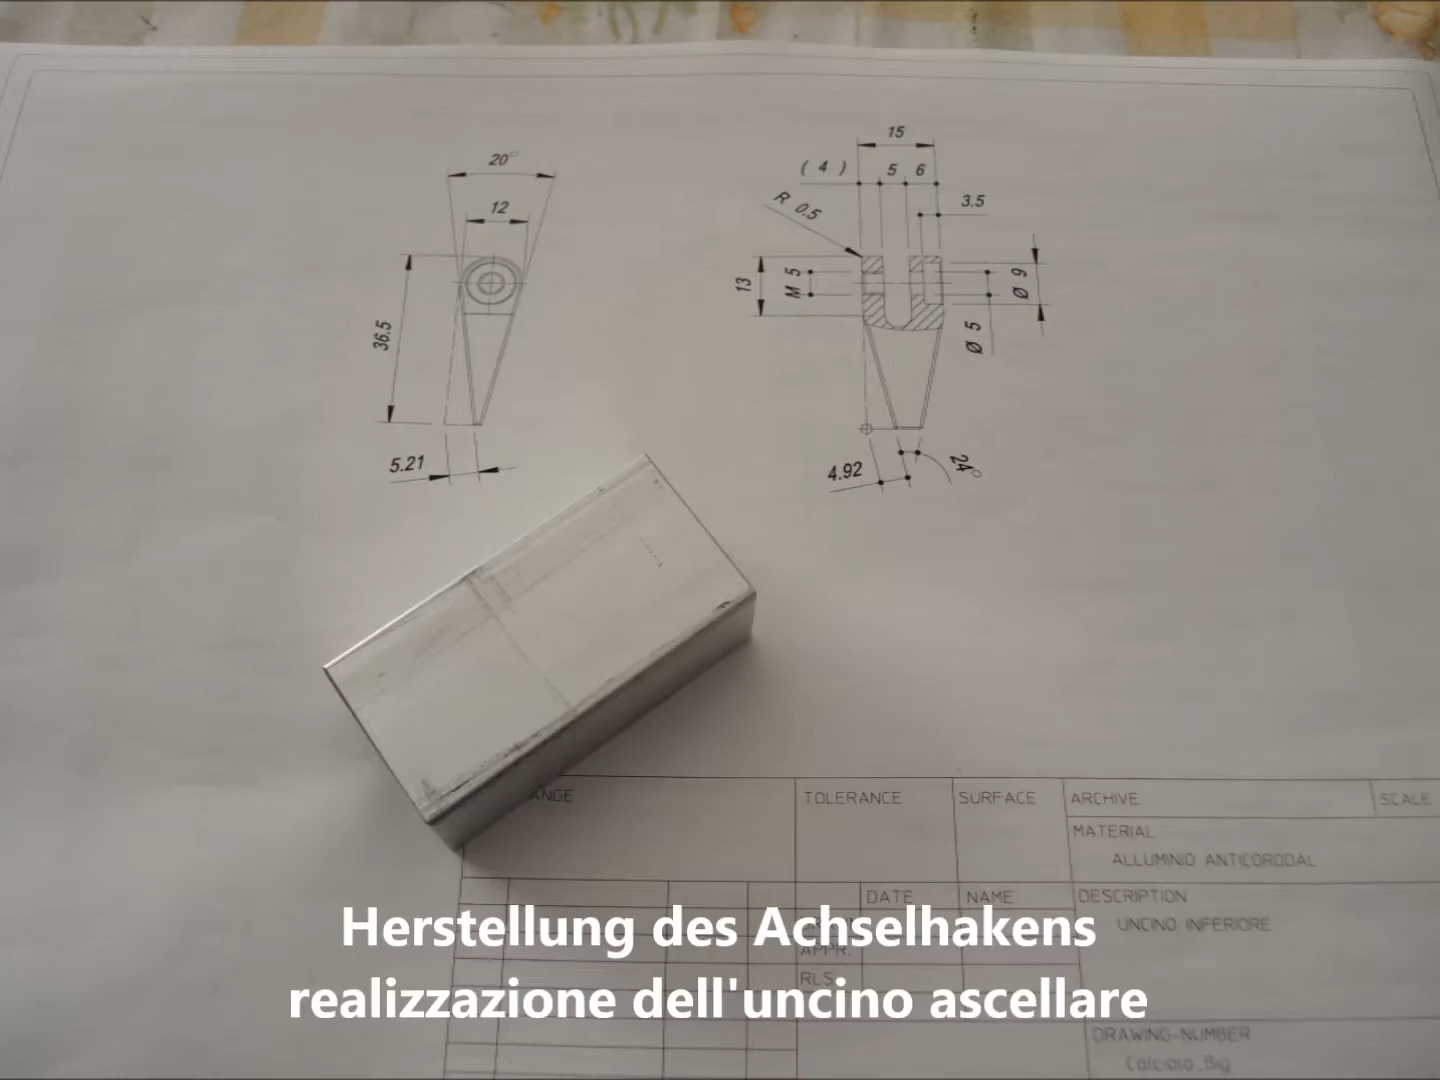 20°
12
36.5
5.21
15
( 4 )
5
6
3.5
R 0.5
13
M 5
Ø 9
Ø 5
4.92
24°
ANGE
TOLERANCE
SURFACE
ARCHIVE
SCALE
MATERIAL
ALLUMINIO ANTICORODAL
DATE
NAME
DESCRIPTION
UNCINO INFERIORE
APPR.
RLS.
DRAWING-NUMBER
Calciolo_Big
Herstellung des Achselhakens
realizzazione dell'uncino ascellare